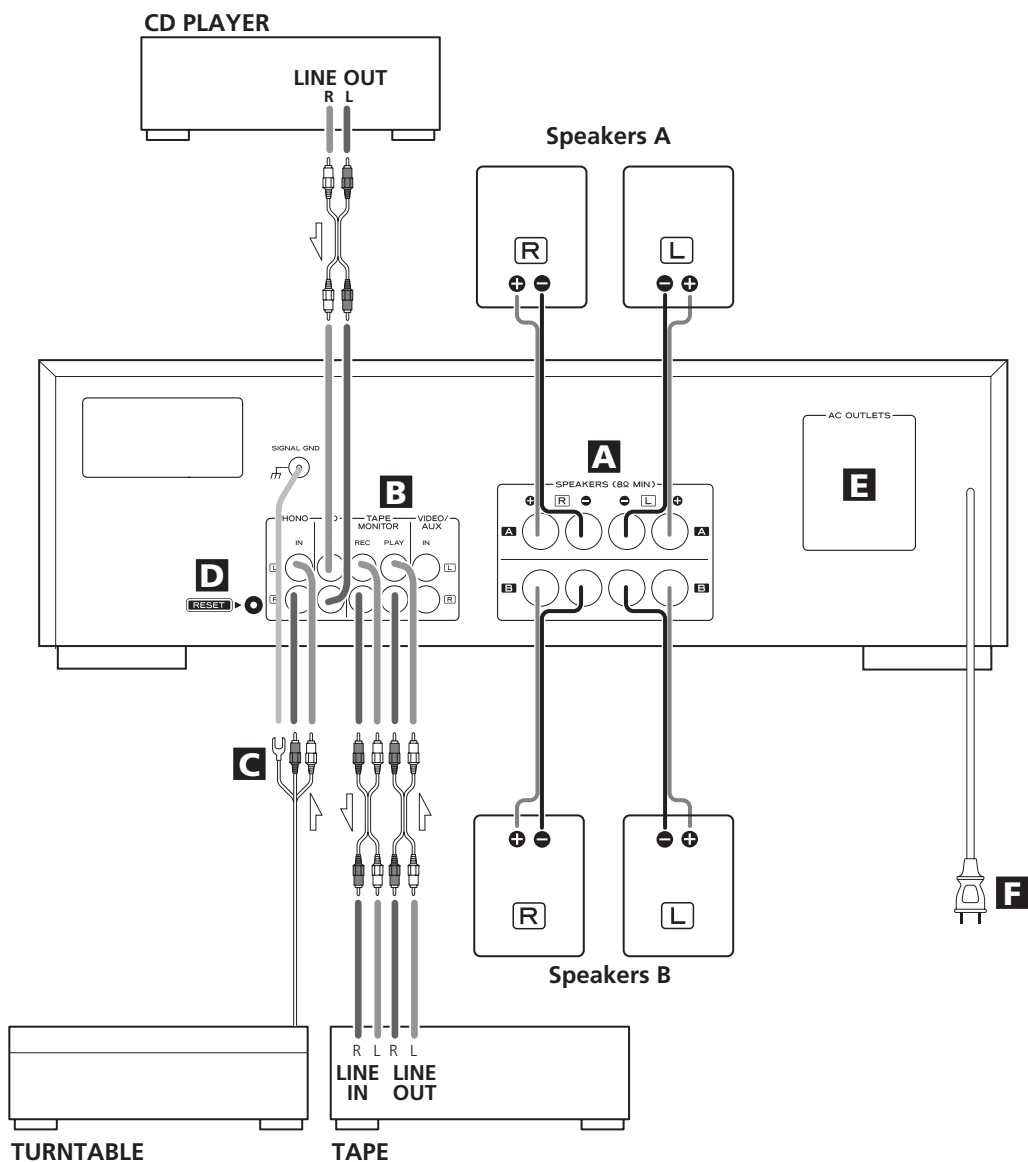 CD PLAYER
LINE OUT
R L
Speakers A
R
L
SIGNAL GND
AC OUTLETS
A
SPEAKERS (8Ω MIN)
R
L
B
E
TAPE
MONITOR
VIDEO/
AUX
IN
REC
PLAY
IN
A
A
L
L
D
RESET
R
R
B
B
C
F
R
L
Speakers B
R L R L
LINE
IN
LINE
OUT
TURNTABLE
TAPE